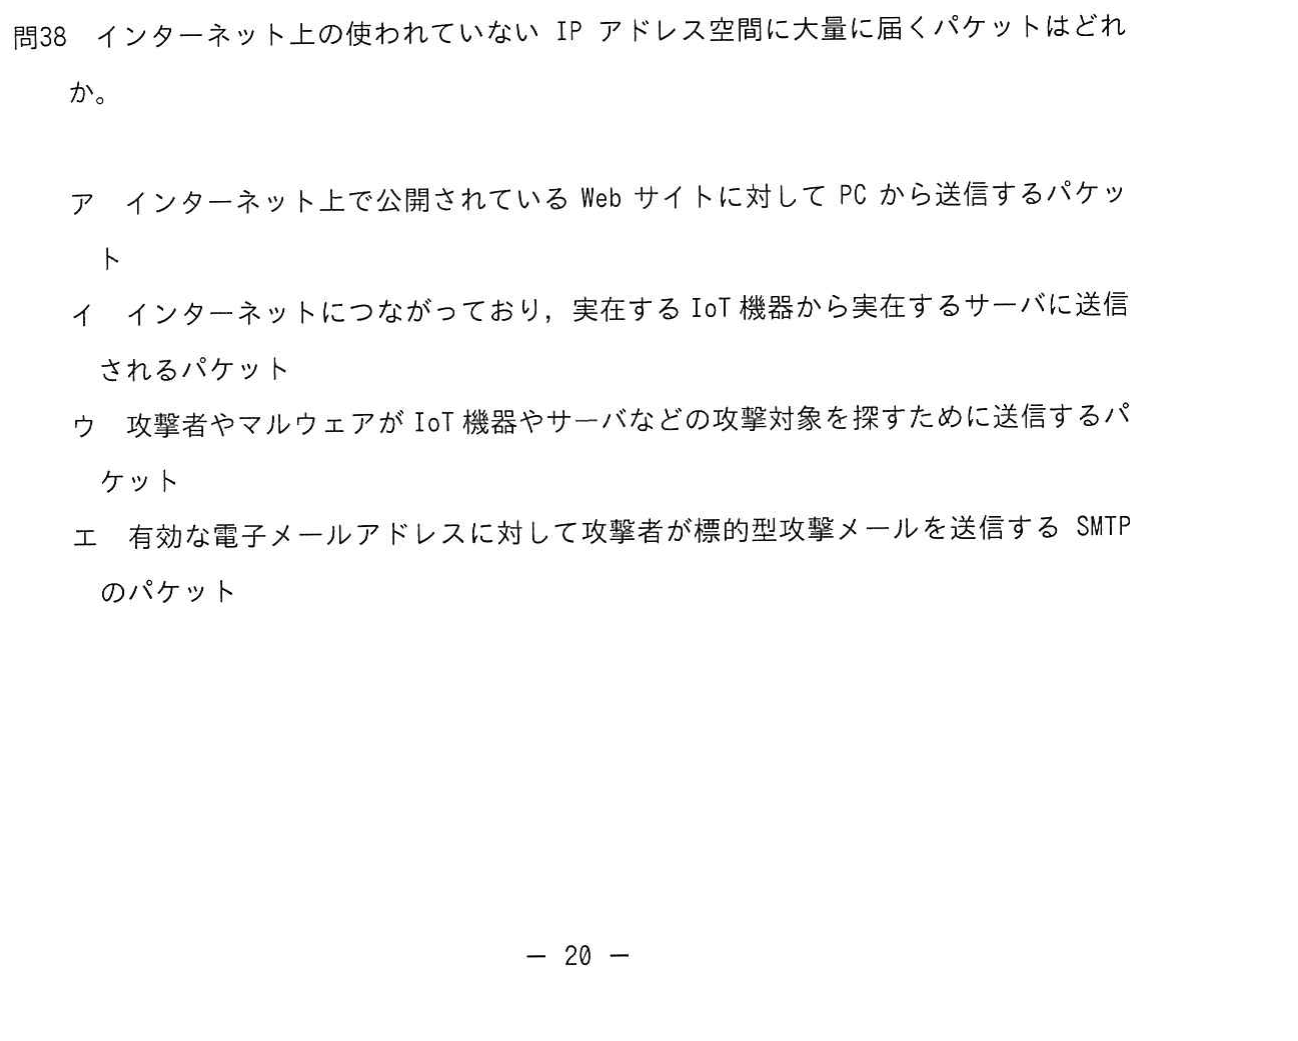 問38　インターネット上の使われていない IP アドレス空間に大量に届くパケットはどれ
か。
ア　インターネット上で公開されている Web サイトに対して PC から送信するパケッ
ト
イ　インターネットにつながっており，実在する IoT 機器から実在するサーバに送信
されるパケット
ウ　攻撃者やマルウェアが IoT 機器やサーバなどの攻撃対象を探すために送信するパ
ケット
エ　有効な電子メールアドレスに対して攻撃者が標的型攻撃メールを送信する SMTP
のパケット
— 20 —